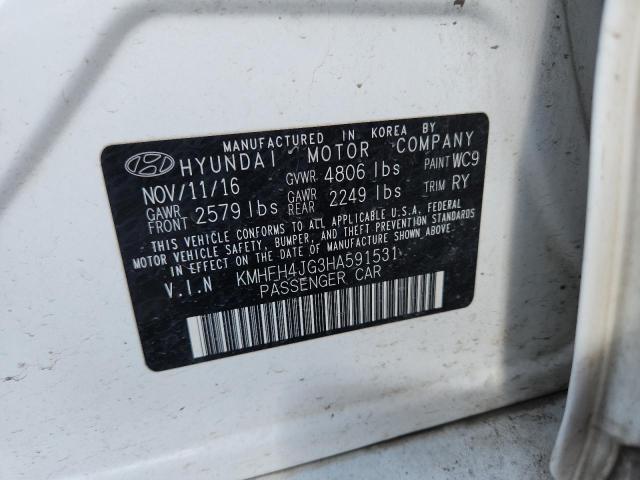 MANUFACTURED IN KOREA BY
HYUNDAI MOTOR COMPANY
NOV/11/16 GVWR 4806 lbs PAINT WC9
GAWR FRONT 2579 lbs GAWR REAR 2249 lbs TRIM RY
THIS VEHICLE CONFORMS TO ALL APPLICABLE U.S.A. FEDERAL
MOTOR VEHICLE SAFETY, BUMPER, AND THEFT PREVENTION STANDARDS
IN EFFECT ON THE DATE OF MANUFACTURE SHOWN ABOVE.
V.I.N KMHFH4JG3HA591531
PASSENGER CAR